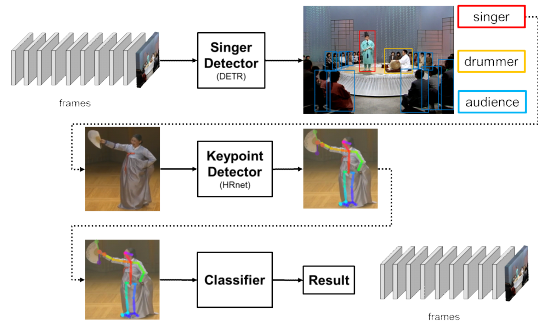 Singer
Detector
(DETR)
singer
drummer
audience
frames
Keypoint
Detector
(HRnet)
Classifier
Result
frames